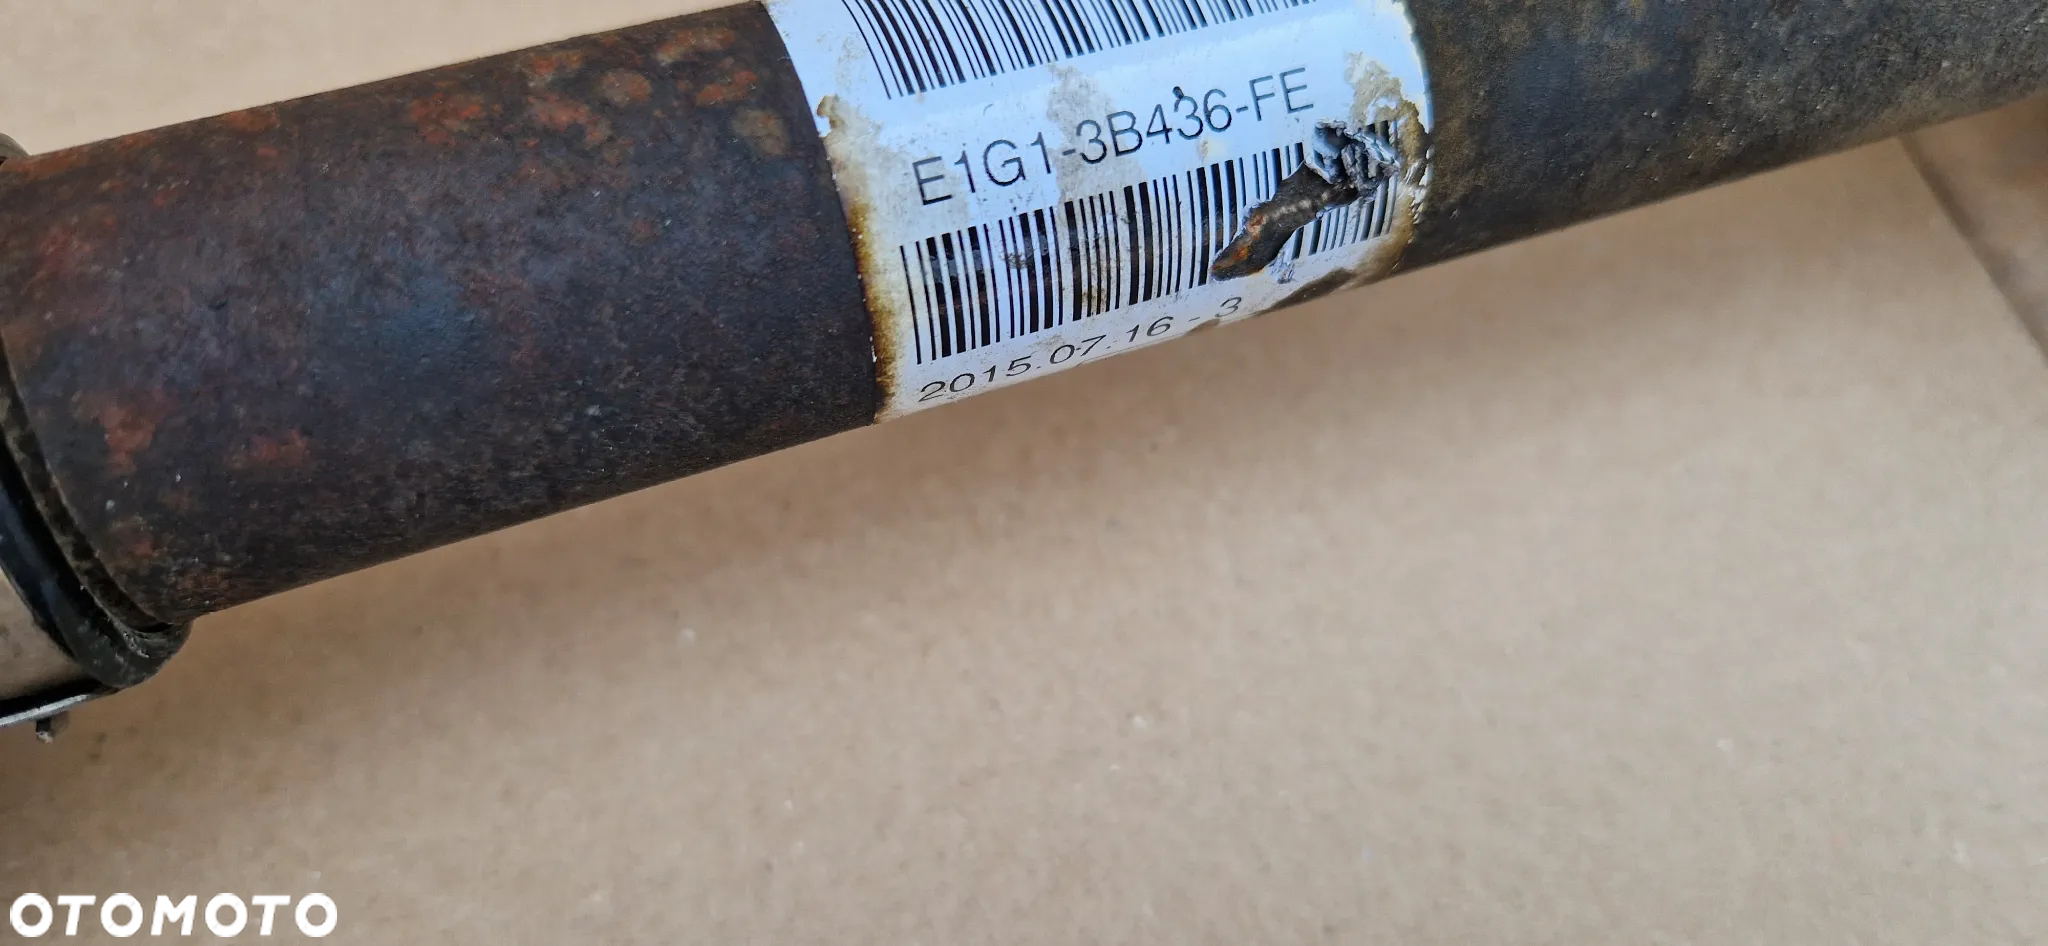 E1G1-3B436-FE
2015.07.16 - 3
OTOMOTO